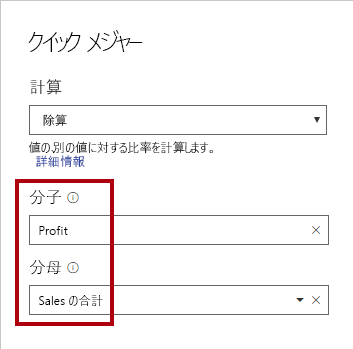 クイック メジャー
計算
除算
値の、別の値に対する比率を計算します。
詳細情報
分子
Profit
分母
Sales の合計